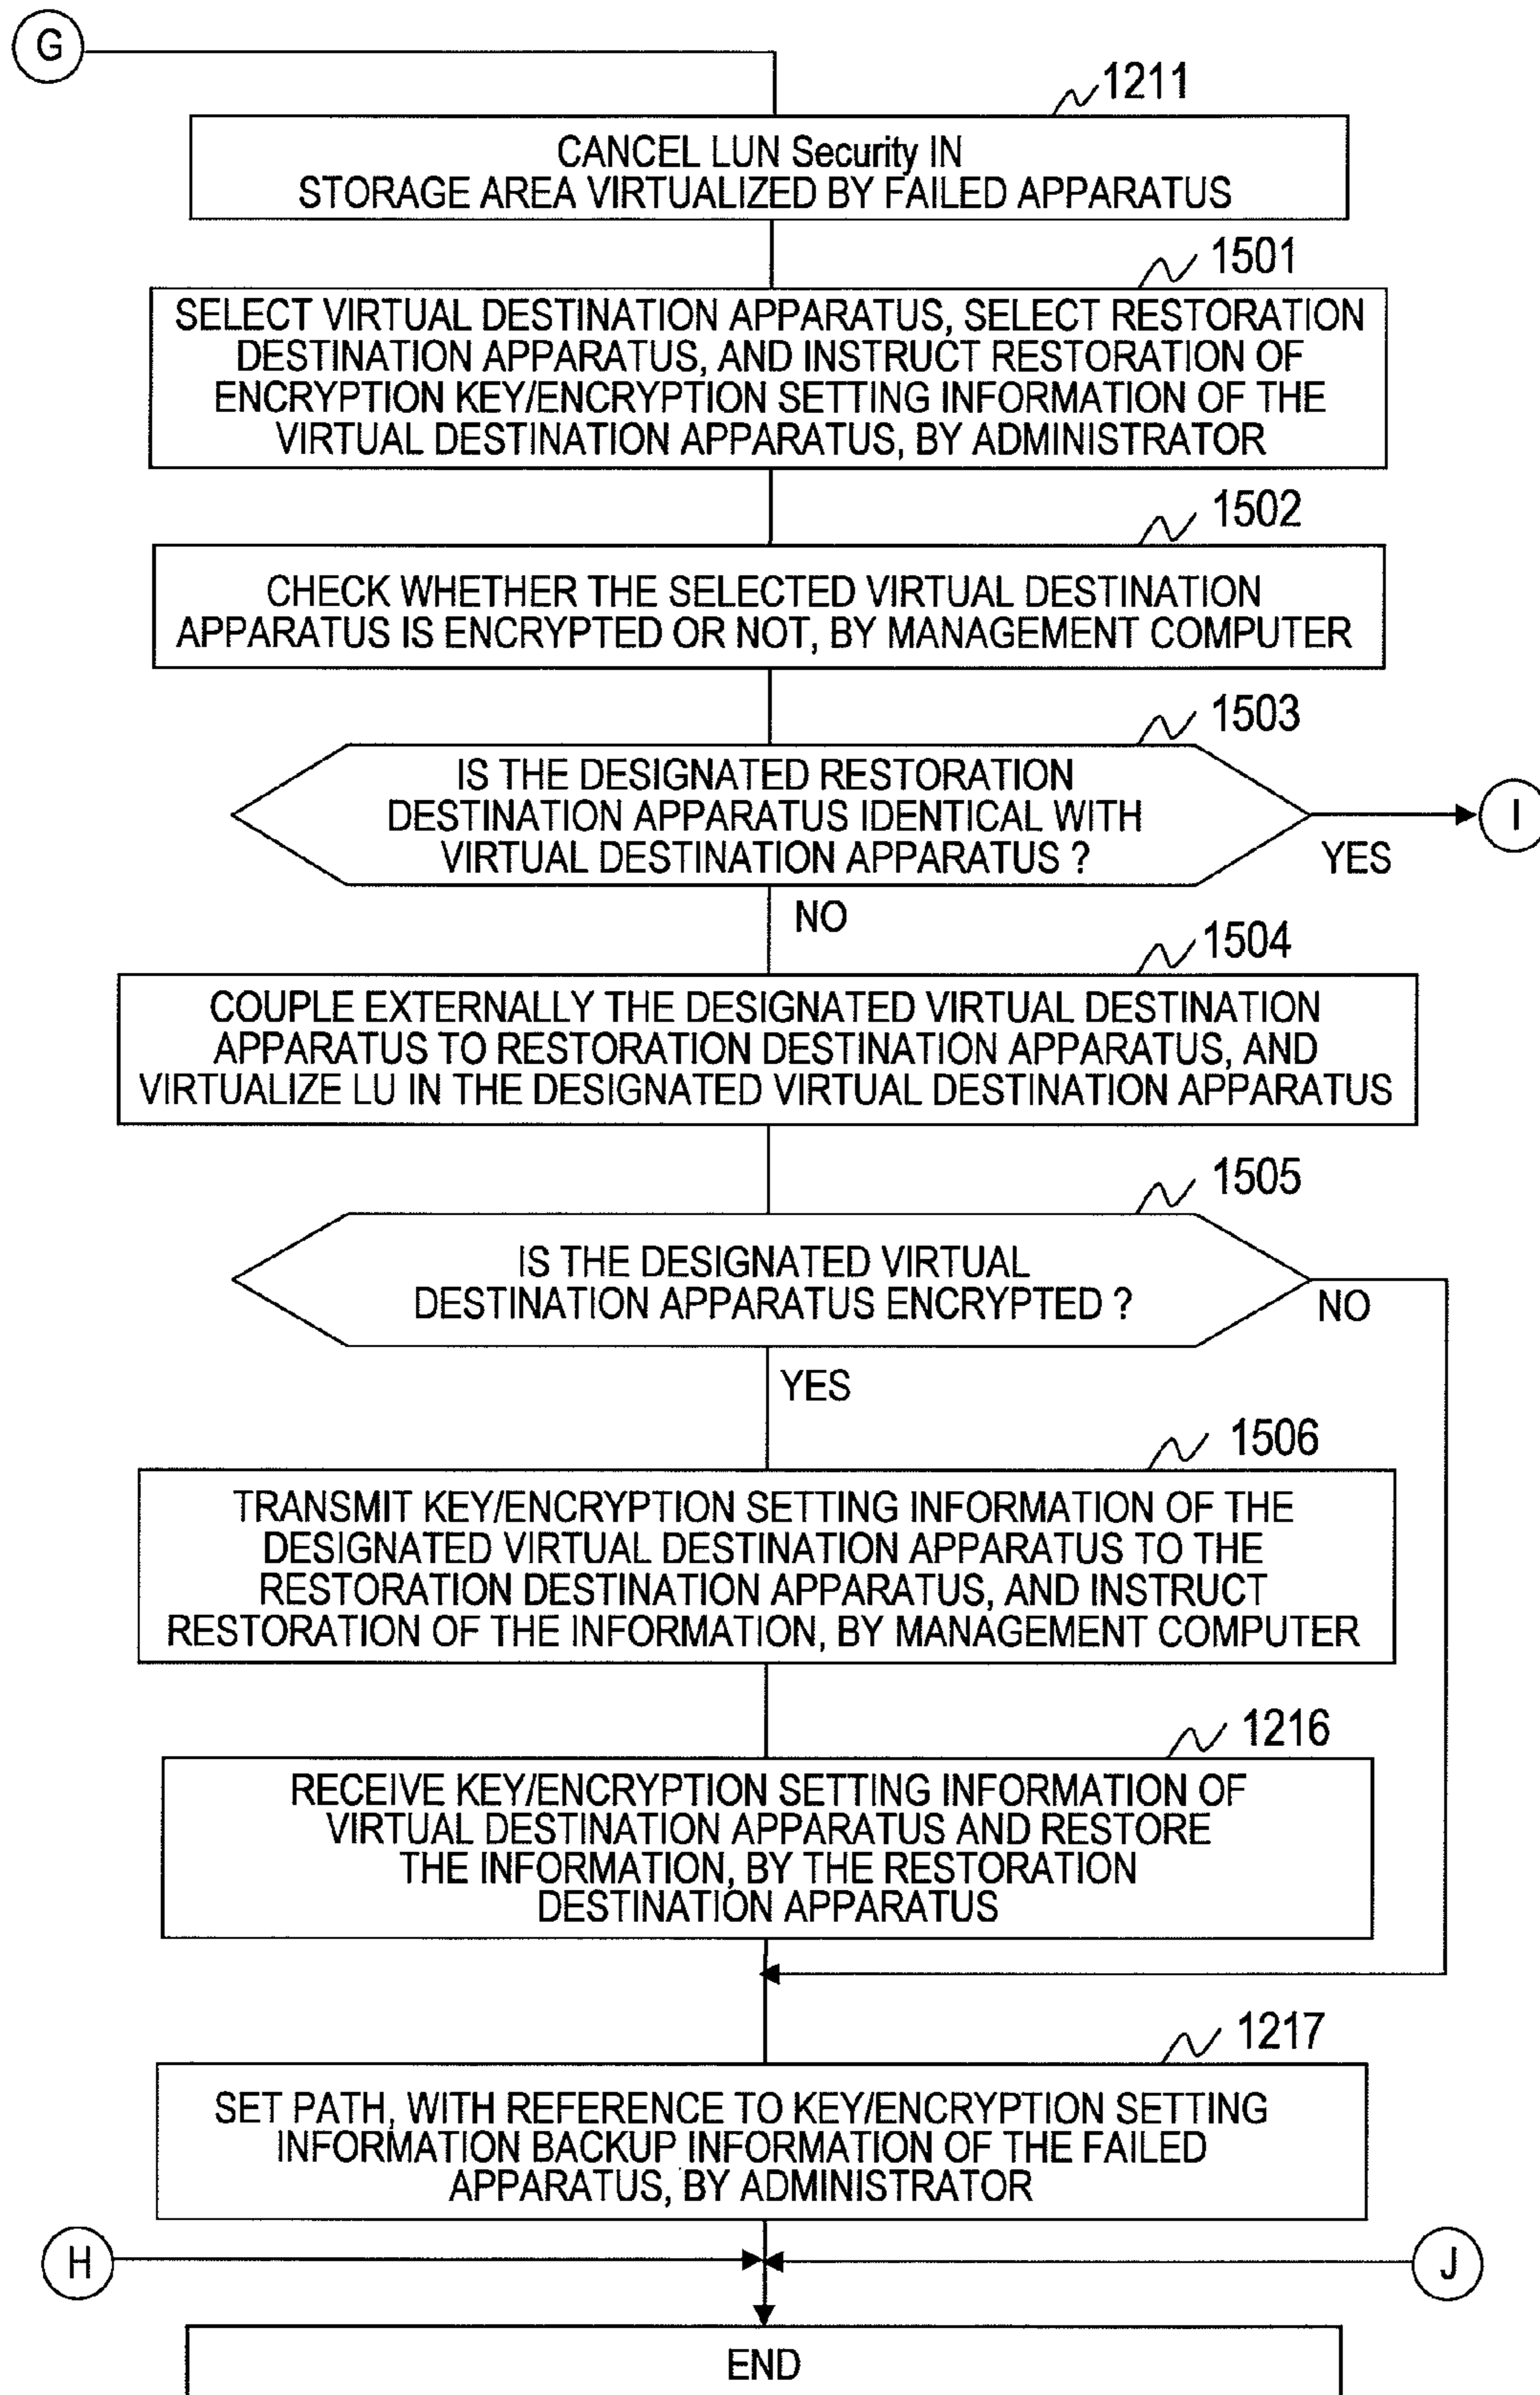 G
1211
CANCEL LUN Security IN
STORAGE AREA VIRTUALIZED BY FAILED APPARATUS
1501
SELECT VIRTUAL DESTINATION APPARATUS, SELECT RESTORATION
DESTINATION APPARATUS, AND INSTRUCT RESTORATION OF
ENCRYPTION KEY/ENCRYPTION SETTING INFORMATION OF THE
VIRTUAL DESTINATION APPARATUS, BY ADMINISTRATOR
1502
CHECK WHETHER THE SELECTED VIRTUAL DESTINATION
APPARATUS IS ENCRYPTED OR NOT, BY MANAGEMENT COMPUTER
1503
IS THE DESIGNATED RESTORATION
DESTINATION APPARATUS IDENTICAL WITH
VIRTUAL DESTINATION APPARATUS ?
I
YES
NO
1504
COUPLE EXTERNALLY THE DESIGNATED VIRTUAL DESTINATION
APPARATUS TO RESTORATION DESTINATION APPARATUS, AND
VIRTUALIZE LU IN THE DESIGNATED VIRTUAL DESTINATION APPARATUS
1505
IS THE DESIGNATED VIRTUAL
DESTINATION APPARATUS ENCRYPTED ?
NO
YES
1506
TRANSMIT KEY/ENCRYPTION SETTING INFORMATION OF THE
DESIGNATED VIRTUAL DESTINATION APPARATUS TO THE
RESTORATION DESTINATION APPARATUS, AND INSTRUCT
RESTORATION OF THE INFORMATION, BY MANAGEMENT COMPUTER
1216
RECEIVE KEY/ENCRYPTION SETTING INFORMATION OF
VIRTUAL DESTINATION APPARATUS AND RESTORE
THE INFORMATION, BY THE RESTORATION
DESTINATION APPARATUS
1217
SET PATH, WITH REFERENCE TO KEY/ENCRYPTION SETTING
INFORMATION BACKUP INFORMATION OF THE FAILED
APPARATUS, BY ADMINISTRATOR
H
J
END